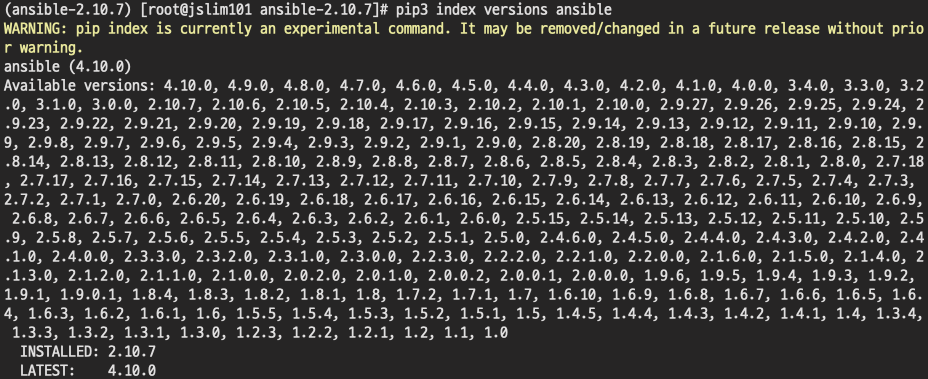 (ansible-2.10.7) [root@jslim101 ansible-2.10.7]# pip3 index versions ansible
WARNING: pip index is currently an experimental command. It may be removed/changed in a future release without prio
r warning.
ansible (4.10.0)
Available versions: 4.10.0, 4.9.0, 4.8.0, 4.7.0, 4.6.0, 4.5.0, 4.4.0, 4.3.0, 4.2.0, 4.1.0, 4.0.0, 3.4.0, 3.3.0, 3.2
.0, 3.1.0, 3.0.0, 2.10.7, 2.10.6, 2.10.5, 2.10.4, 2.10.3, 2.10.2, 2.10.1, 2.10.0, 2.9.27, 2.9.26, 2.9.25, 2.9.24, 2
.9.23, 2.9.22, 2.9.21, 2.9.20, 2.9.19, 2.9.18, 2.9.17, 2.9.16, 2.9.15, 2.9.14, 2.9.13, 2.9.12, 2.9.11, 2.9.10, 2.9.
9, 2.9.8, 2.9.7, 2.9.6, 2.9.5, 2.9.4, 2.9.3, 2.9.2, 2.9.1, 2.9.0, 2.8.20, 2.8.19, 2.8.18, 2.8.17, 2.8.16, 2.8.15, 2
.8.14, 2.8.13, 2.8.12, 2.8.11, 2.8.10, 2.8.9, 2.8.8, 2.8.7, 2.8.6, 2.8.5, 2.8.4, 2.8.3, 2.8.2, 2.8.1, 2.8.0, 2.7.18
, 2.7.17, 2.7.16, 2.7.15, 2.7.14, 2.7.13, 2.7.12, 2.7.11, 2.7.10, 2.7.9, 2.7.8, 2.7.7, 2.7.6, 2.7.5, 2.7.4, 2.7.3,
2.7.2, 2.7.1, 2.7.0, 2.6.20, 2.6.19, 2.6.18, 2.6.17, 2.6.16, 2.6.15, 2.6.14, 2.6.13, 2.6.12, 2.6.11, 2.6.10, 2.6.9,
2.6.8, 2.6.7, 2.6.6, 2.6.5, 2.6.4, 2.6.3, 2.6.2, 2.6.1, 2.6.0, 2.5.15, 2.5.14, 2.5.13, 2.5.12, 2.5.11, 2.5.10, 2.5
.9, 2.5.8, 2.5.7, 2.5.6, 2.5.5, 2.5.4, 2.5.3, 2.5.2, 2.5.1, 2.5.0, 2.4.6.0, 2.4.5.0, 2.4.4.0, 2.4.3.0, 2.4.2.0, 2.4
.1.0, 2.4.0.0, 2.3.3.0, 2.3.2.0, 2.3.1.0, 2.3.0.0, 2.2.3.0, 2.2.2.0, 2.2.1.0, 2.2.0.0, 2.1.6.0, 2.1.5.0, 2.1.4.0, 2
.1.3.0, 2.1.2.0, 2.1.1.0, 2.1.0.0, 2.0.2.0, 2.0.1.0, 2.0.0.2, 2.0.0.1, 2.0.0.0, 1.9.6, 1.9.5, 1.9.4, 1.9.3, 1.9.2,
1.9.1, 1.9.0.1, 1.8.4, 1.8.3, 1.8.2, 1.8.1, 1.8, 1.7.2, 1.7.1, 1.7, 1.6.10, 1.6.9, 1.6.8, 1.6.7, 1.6.6, 1.6.5, 1.6.
4, 1.6.3, 1.6.2, 1.6.1, 1.6, 1.5.5, 1.5.4, 1.5.3, 1.5.2, 1.5.1, 1.5, 1.4.5, 1.4.4, 1.4.3, 1.4.2, 1.4.1, 1.4, 1.3.4,
1.3.3, 1.3.2, 1.3.1, 1.3.0, 1.2.3, 1.2.2, 1.2.1, 1.2, 1.1, 1.0
INSTALLED: 2.10.7
LATEST: 4.10.0